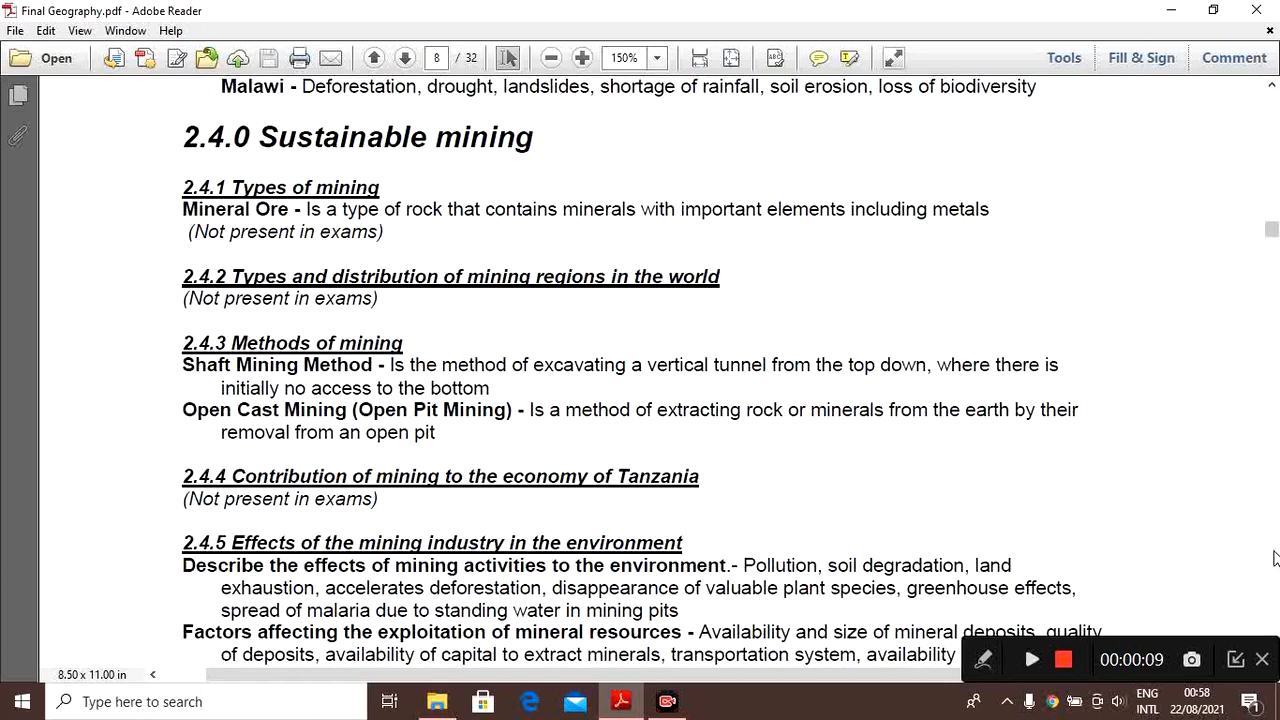 Final Geography.pdf - Adobe Reader
File Edit View Window Help
Open 8 / 32 150% Tools Fill & Sign Comment
Malawi - Deforestation, drought, landslides, shortage of rainfall, soil erosion, loss of biodiversity
2.4.0 Sustainable mining
2.4.1 Types of mining
Mineral Ore - Is a type of rock that contains minerals with important elements including metals
(Not present in exams)
2.4.2 Types and distribution of mining regions in the world
(Not present in exams)
2.4.3 Methods of mining
Shaft Mining Method - Is the method of excavating a vertical tunnel from the top down, where there is
initially no access to the bottom
Open Cast Mining (Open Pit Mining) - Is a method of extracting rock or minerals from the earth by their
removal from an open pit
2.4.4 Contribution of mining to the economy of Tanzania
(Not present in exams)
2.4.5 Effects of the mining industry in the environment
Describe the effects of mining activities to the environment.- Pollution, soil degradation, land
exhaustion, accelerates deforestation, disappearance of valuable plant species, greenhouse effects,
spread of malaria due to standing water in mining pits
Factors affecting the exploitation of mineral resources - Availability and size of mineral deposits, quality
of deposits, availability of capital to extract minerals, transportation system, availability
00:00:09
8.50 x 11.00 in
Type here to search
ENG 00:58
INTL 22/08/2021 1